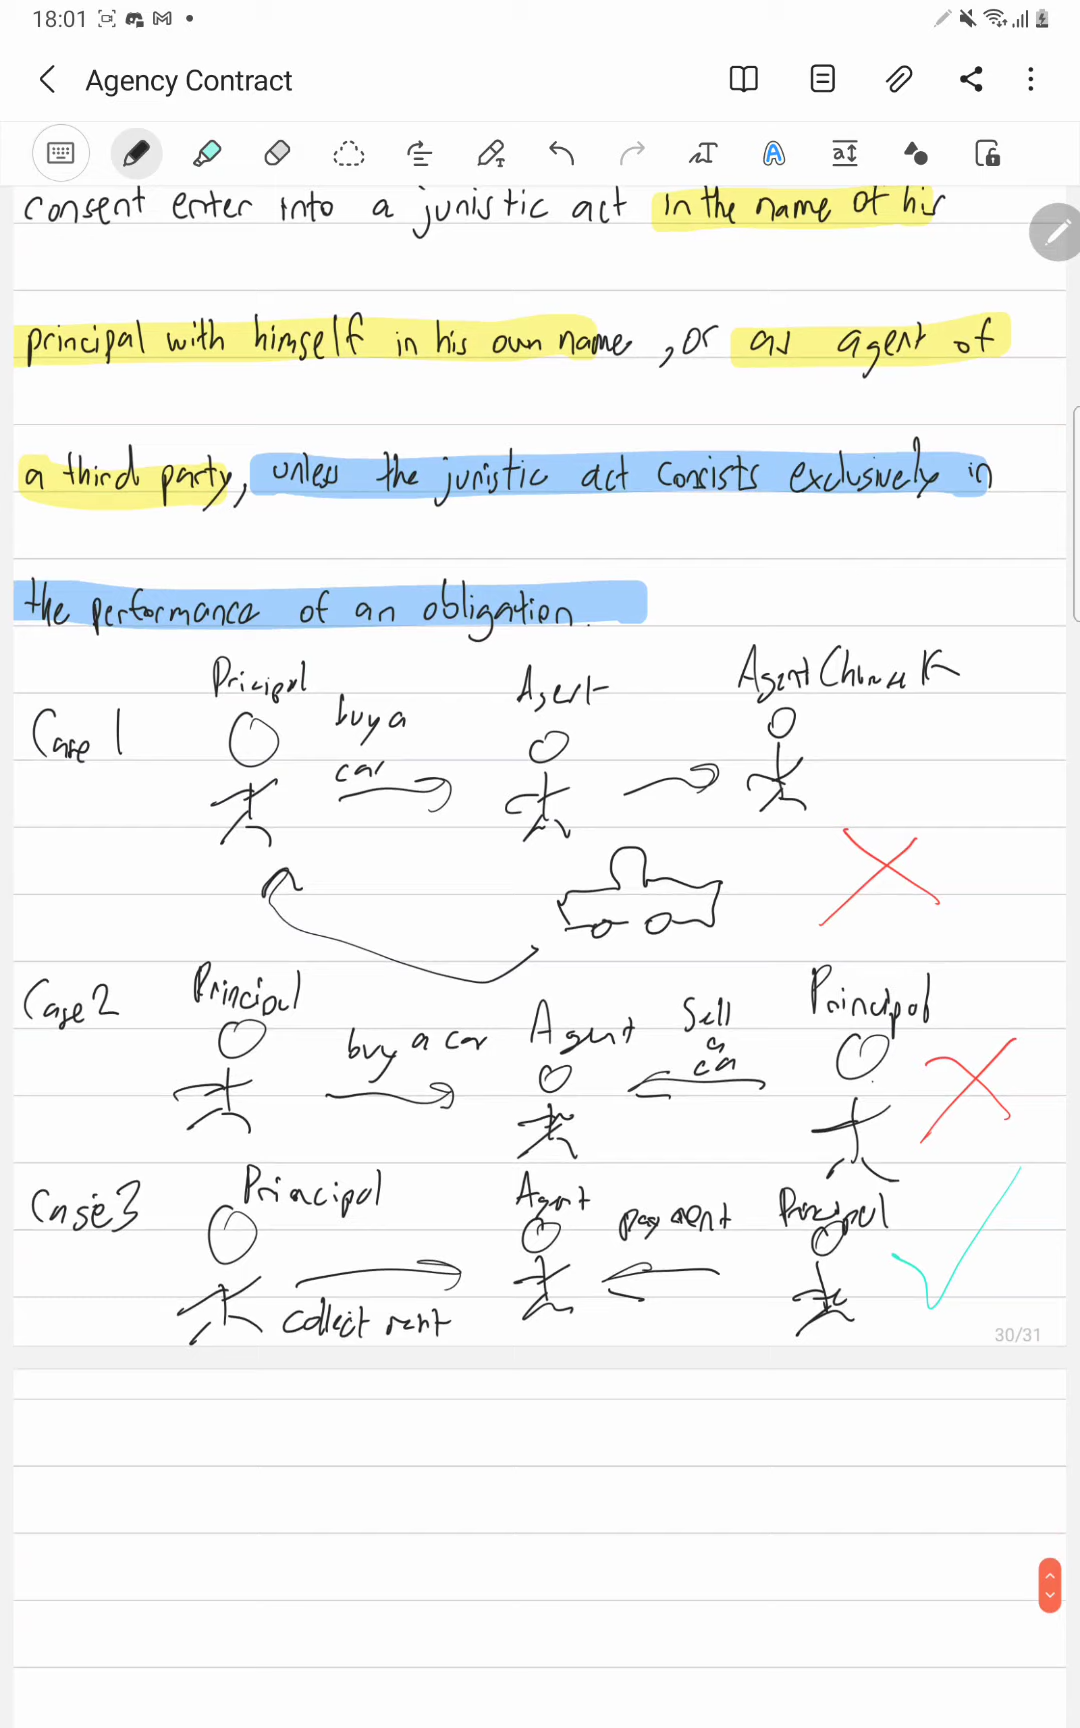 18:01
Agency Contract
consent enter into a juristic act in the name of his
principal with himself in his own name, or as agent of
a third party, unless the juristic act consists exclusively in
the performance of an obligation.
Pricipal Agent Agent
Case 1 buy a
car
Case 2 Principal buy a car Agent Sell a ca Principal
Case 3 Principal Agent payment Principal
collect rent
30/31